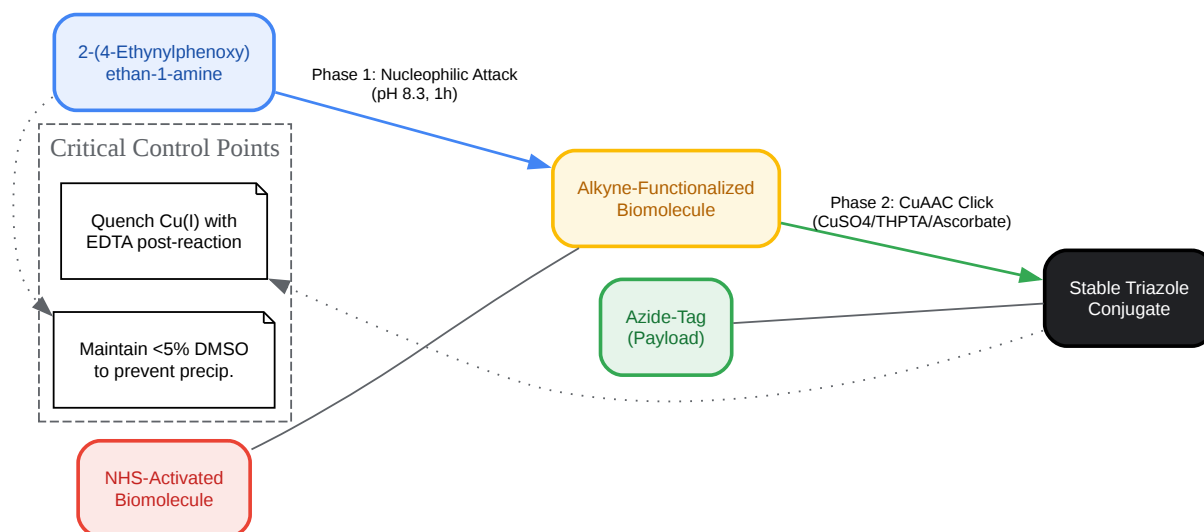 2-(4-Ethynylphenoxy)
ethan-1-amine
Phase 1: Nucleophilic Attack
(pH 8.3, 1h)
Critical Control Points
Quench Cu(I) with
EDTA post-reaction
Maintain <5% DMSO
to prevent precip.
NHS-Activated
Biomolecule
Alkyne-Functionalized
Biomolecule
Azide-Tag
(Payload)
Phase 2: CuAAC Click
(CuSO4/THPTA/Ascorbate)
Stable Triazole
Conjugate